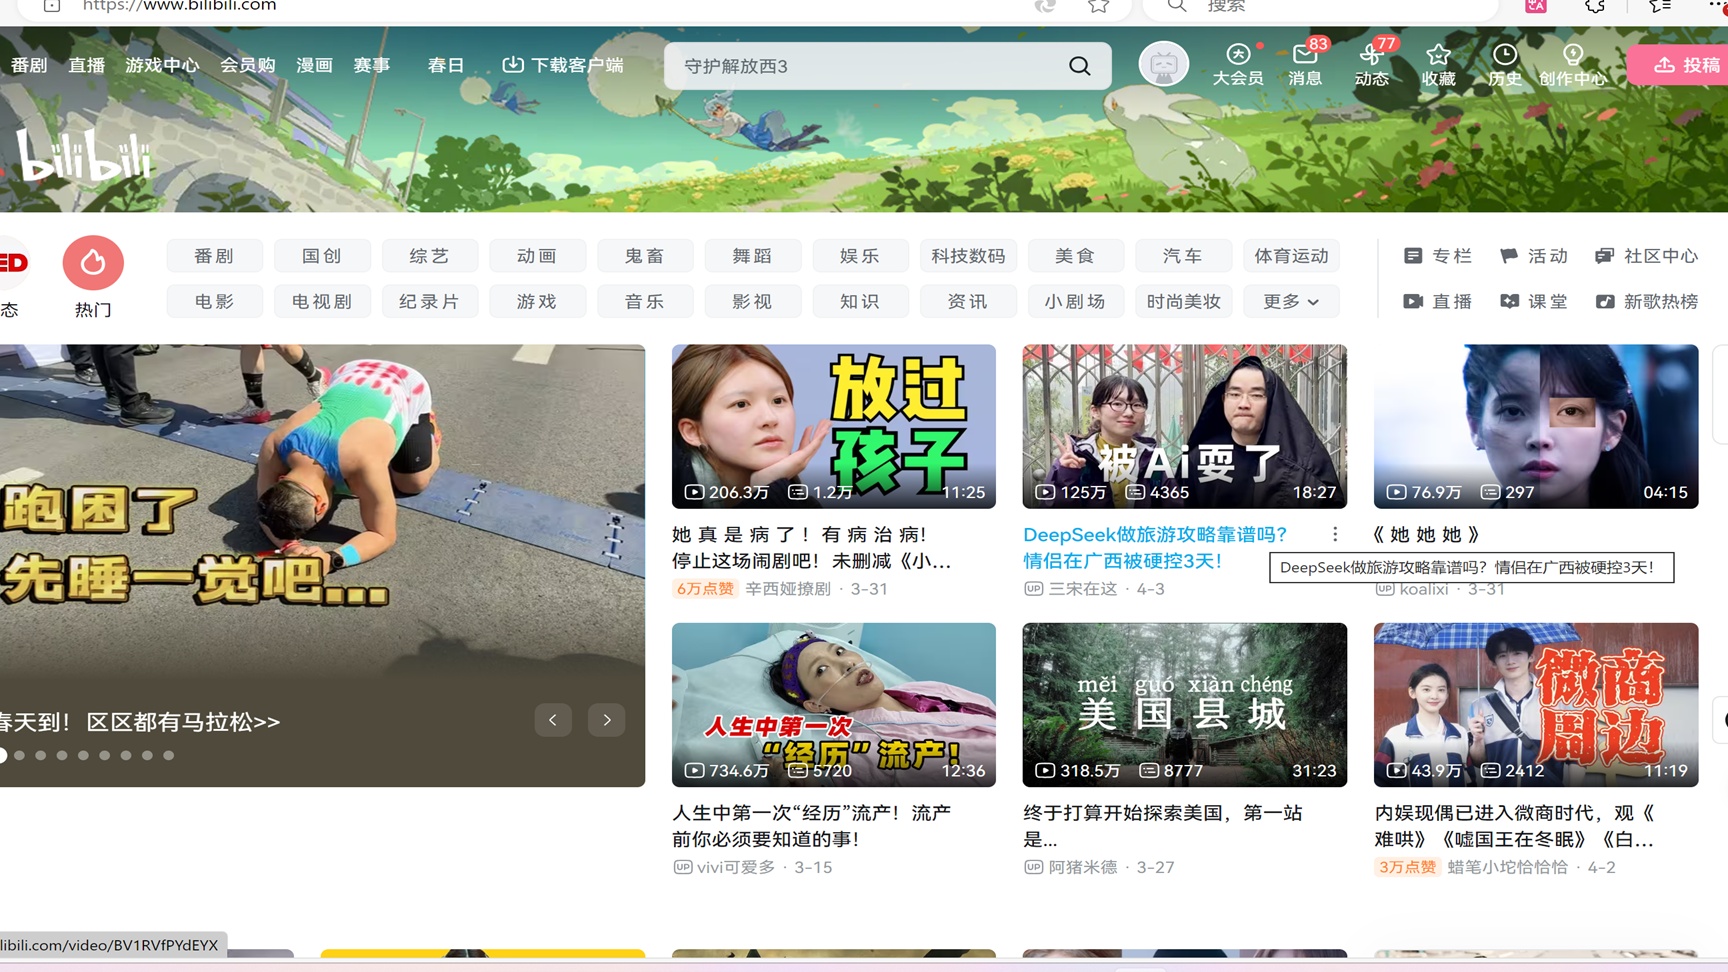 https://www.bilibili.com
搜索
番剧 直播 游戏中心 会员购 漫画 赛事 春日 下载客户端
守护解放西3
大会员 83 消息 77 动态 收藏 历史 创作中心 投稿
bilibili
ED
态
热门
番剧 国创 综艺 动画 鬼畜 舞蹈 娱乐 科技数码 美食 汽车 体育运动
专栏 活动 社区中心
电影 电视剧 纪录片 游戏 音乐 影视 知识 资讯 小剧场 时尚美妆 更多
直播 课堂 新歌热榜
跑困了
先睡一觉吧...
春天到！区区都有马拉松>>
放过
孩子
206.3万 1.2万 11:25
她 真 是 病 了！有 病 治 病！
停止这场闹剧吧！未删减《小...
6万点赞 辛西娅撩剧 · 3-31
被Ai耍了
125万 4365 18:27
DeepSeek做旅游攻略靠谱吗？
情侣在广西被硬控3天！
UP 三宋在这 · 4-3
76.9万 297 04:15
《 她 她 她 》
DeepSeek做旅游攻略靠谱吗？情侣在广西被硬控3天！
UP koalixi · 3-31
人生中第一次
“经历”流产！
734.6万 5720 12:36
人生中第一次“经历”流产！流产
前你必须要知道的事！
UP vivi可爱多 · 3-15
měi guó xiàn chéng
美国县城
318.5万 8777 31:23
终于打算开始探索美国，第一站
是...
UP 阿猪米德 · 3-27
微商
周边
43.9万 2412 11:19
内娱现偶已进入微商时代，观《
难哄》《嘘国王在冬眠》《白...
3万点赞 蜡笔小坨恰恰恰 · 4-2
libili.com/video/BV1RVfPYdEYX